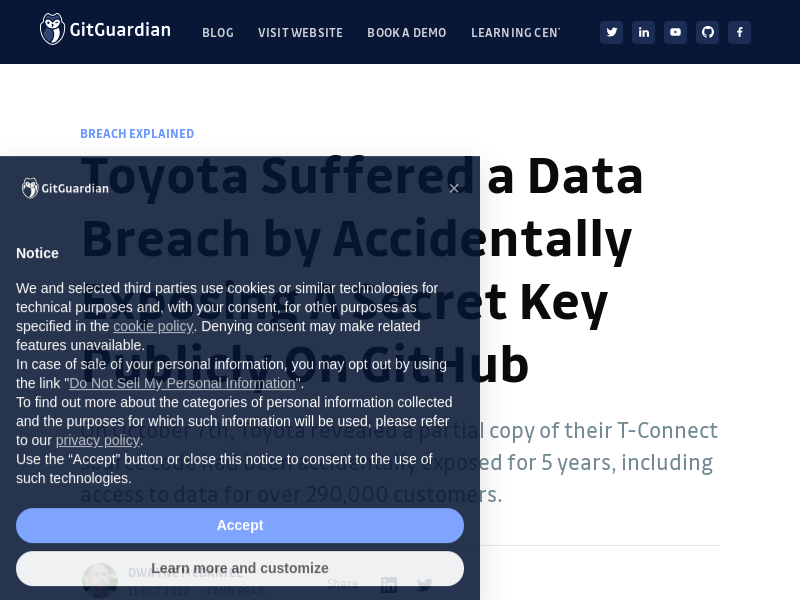 GitGuardian
BLOG VISIT WEBSITE BOOK A DEMO LEARNING CEN
BREACH EXPLAINED
Toyota Suffered a Data
Breach by Accidentally
Exposing A Secret Key
Publicly On GitHub
On October 7th, Toyota revealed a partial copy of their T-Connect
source code had been accidentally exposed for 5 years, including
access to data for over 290,000 customers.
DWAYNE MCDANIEL
11 OCT 2022 · 4 MIN READ
Share
GitGuardian
×
Notice
We and selected third parties use cookies or similar technologies for
technical purposes and, with your consent, for other purposes as
specified in the cookie policy. Denying consent may make related
features unavailable.
In case of sale of your personal information, you may opt out by using
the link "Do Not Sell My Personal Information".
To find out more about the categories of personal information collected
and the purposes for which such information will be used, please refer
to our privacy policy.
Use the “Accept” button or close this notice to consent to the use of
such technologies.
Accept
Learn more and customize